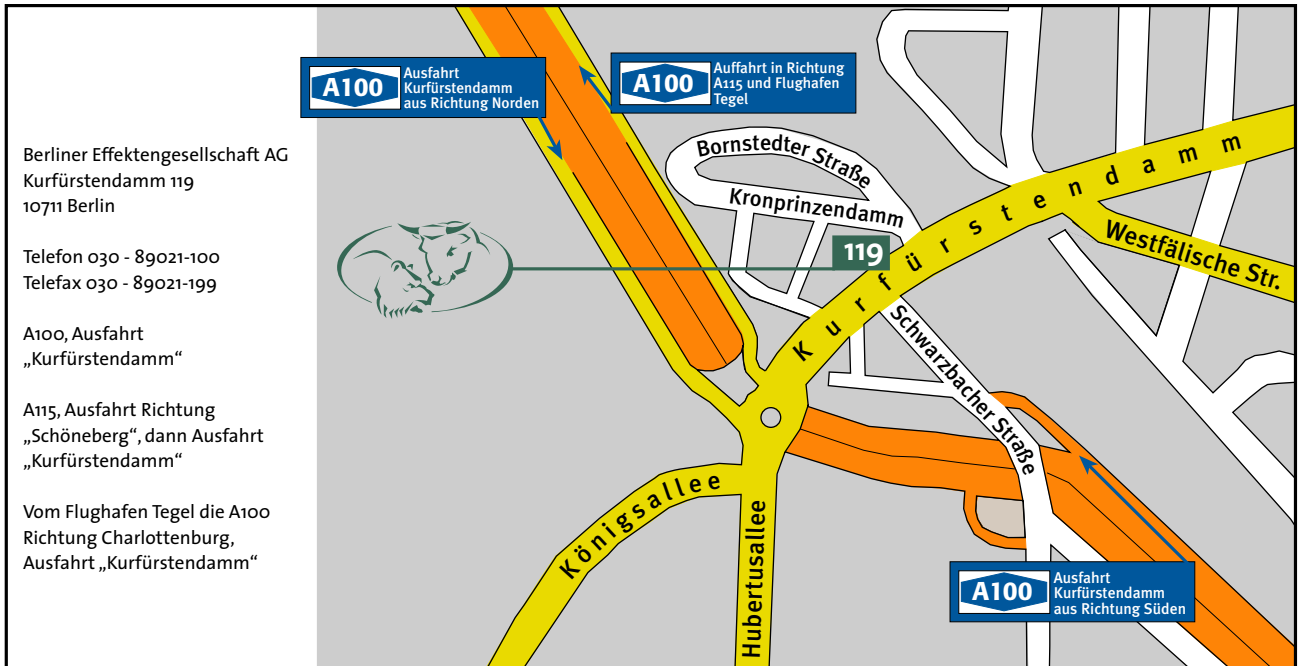 Berliner Effektengesellschaft AG
Kurfürstendamm 119
10711 Berlin
Telefon 030 - 89021-100
Telefax 030 - 89021-199
A100, Ausfahrt
„Kurfürstendamm“
A115, Ausfahrt Richtung
„Schöneberg“, dann Ausfahrt
„Kurfürstendamm“
Vom Flughafen Tegel die A100
Richtung Charlottenburg,
Ausfahrt „Kurfürstendamm“
A100
Ausfahrt
Kurfürstendamm
aus Richtung Norden
A100
Auffahrt in Richtung
A115 und Flughafen
Tegel
Bornstedter Straße
Kronprinzendamm
119
Kurfürstendamm
Westfälische Str.
Schwarzbacher Straße
Königsallee
Hubertusallee
A100
Ausfahrt
Kurfürstendamm
aus Richtung Süden